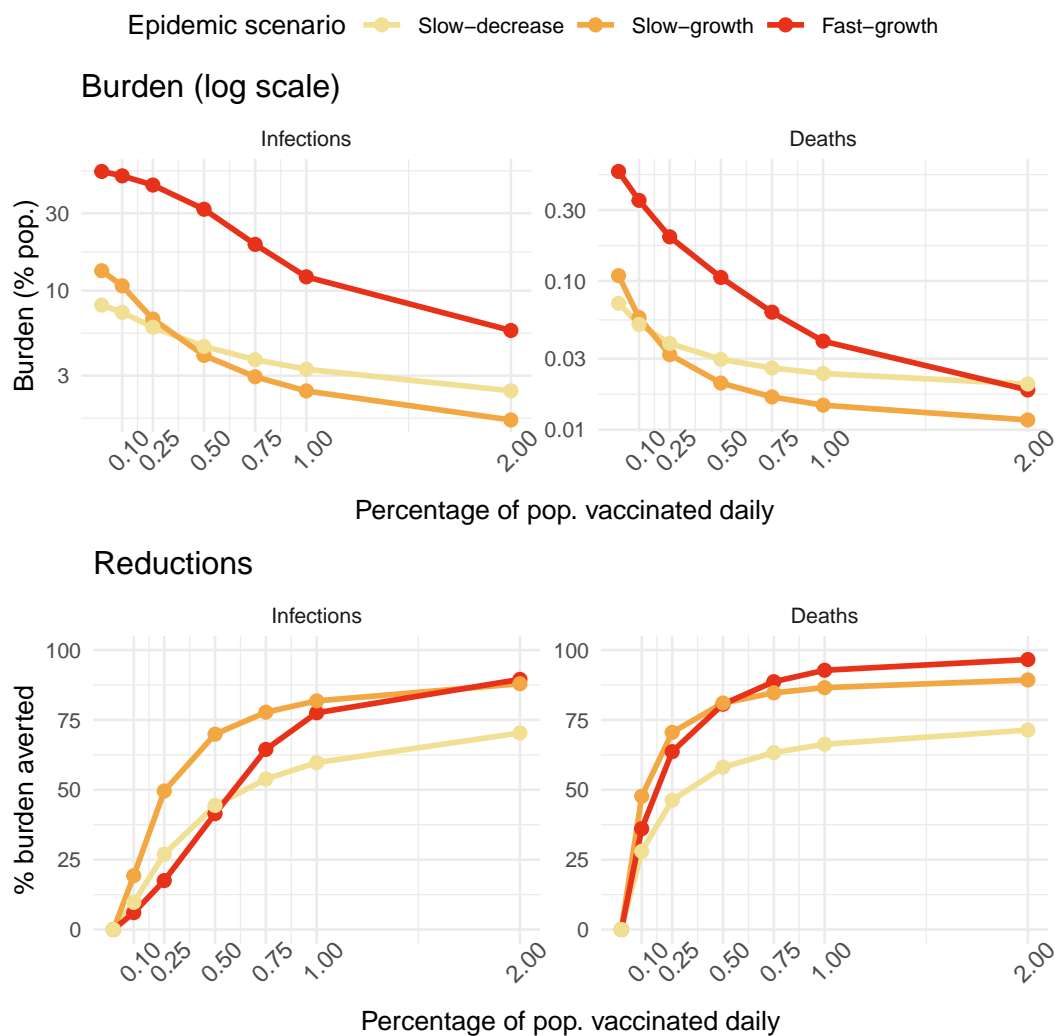 Epidemic scenario Slow−decrease Slow−growth Fast−growth
Burden (log scale)
Infections Deaths
Burden (% pop.)
30
10
3
0.30
0.10
0.03
0.01
0.10 0.25 0.50 0.75 1.00 2.00
0.10 0.25 0.50 0.75 1.00 2.00
Percentage of pop. vaccinated daily
Reductions
Infections Deaths
% burden averted
100
75
50
25
0
100
75
50
25
0
0.10 0.25 0.50 0.75 1.00 2.00
0.10 0.25 0.50 0.75 1.00 2.00
Percentage of pop. vaccinated daily